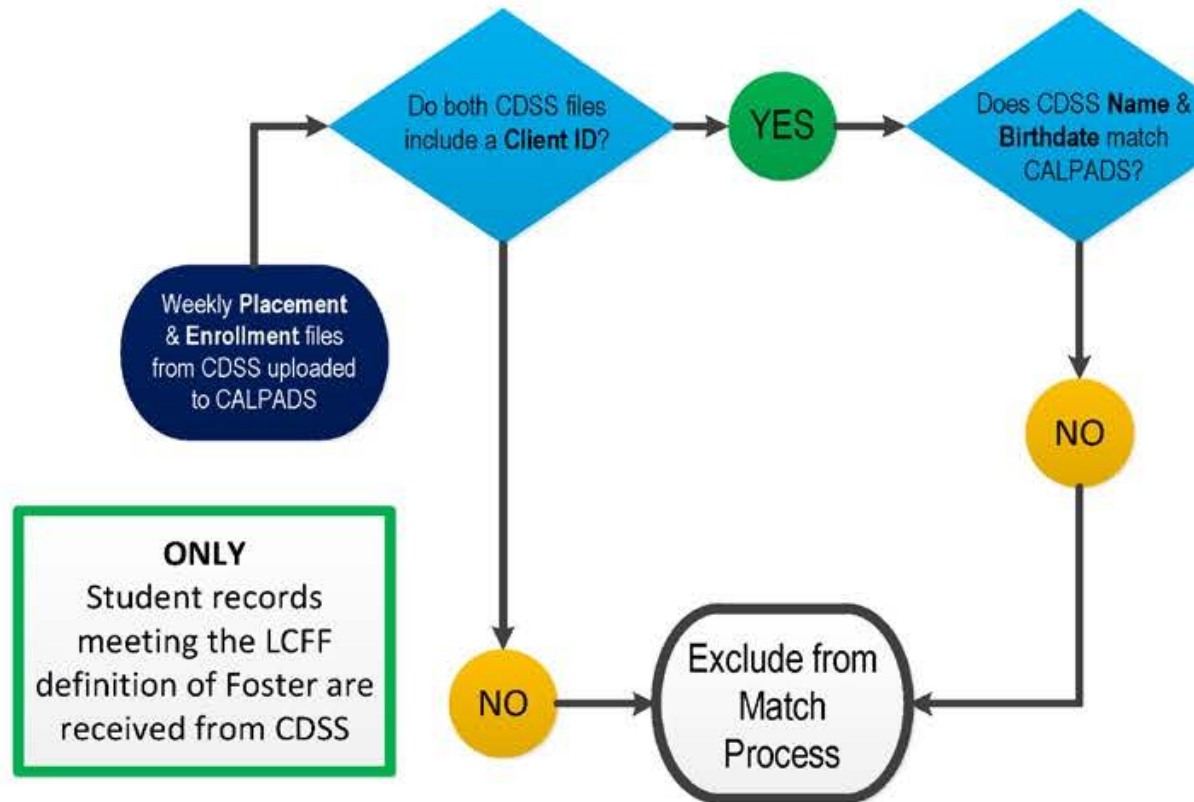 Do both CDSS files
include a Client ID?
YES
Does CDSS Name &
Birthdate match
CALPADS?
Weekly Placement
& Enrollment files
from CDSS uploaded
to CALPADS
NO
ONLY
Student records
meeting the LCFF
definition of Foster are
received from CDSS
NO
Exclude from
Match
Process